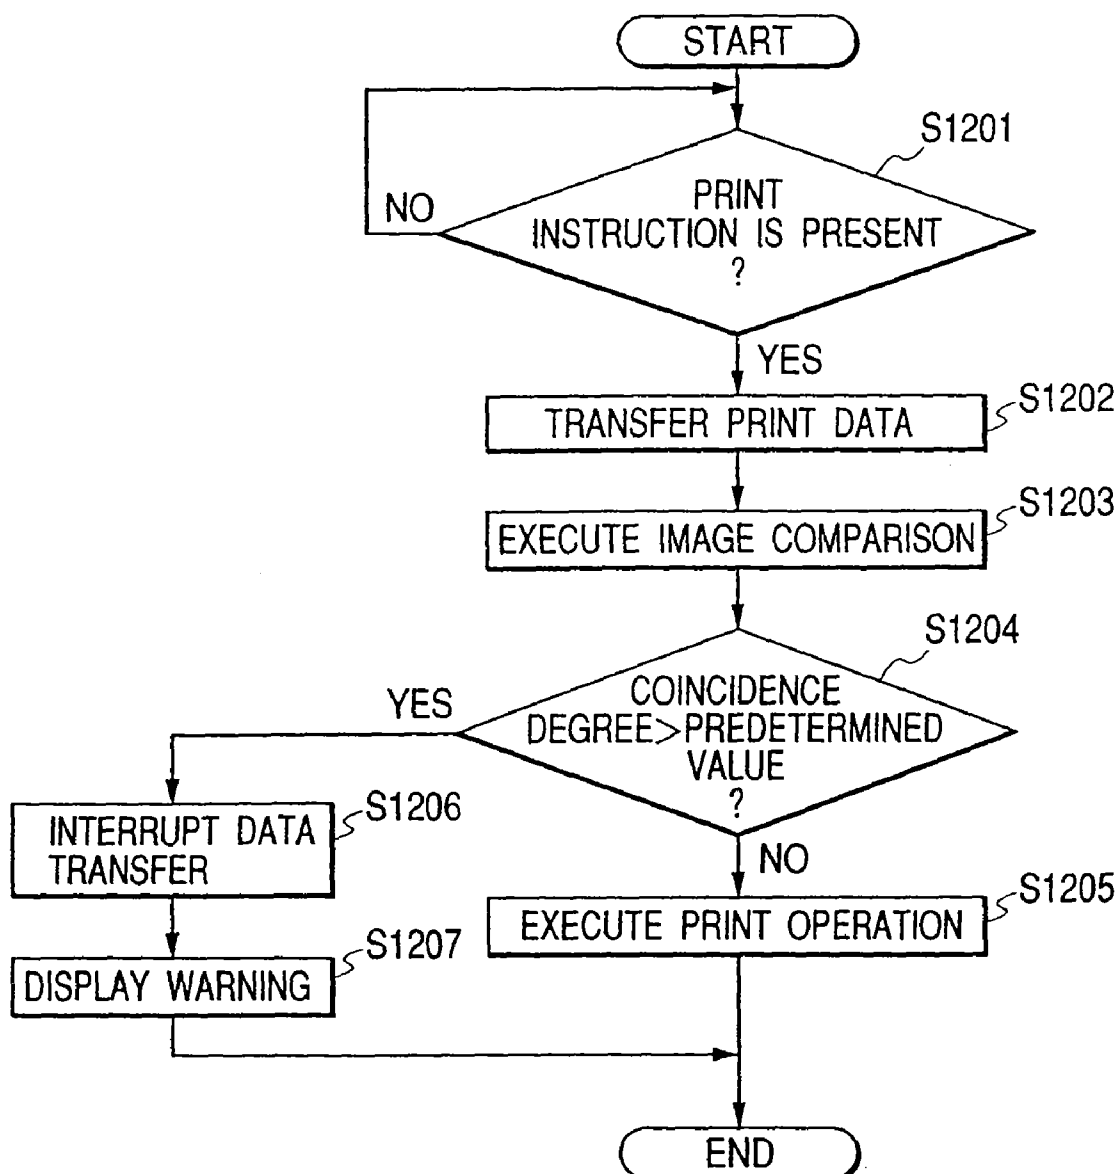 START
S1201
PRINT
INSTRUCTION IS PRESENT
?
NO
YES
S1202
TRANSFER PRINT DATA
S1203
EXECUTE IMAGE COMPARISON
S1204
COINCIDENCE
DEGREE>PREDETERMINED
VALUE
?
YES
NO
S1206
INTERRUPT DATA
TRANSFER
S1205
EXECUTE PRINT OPERATION
S1207
DISPLAY WARNING
END